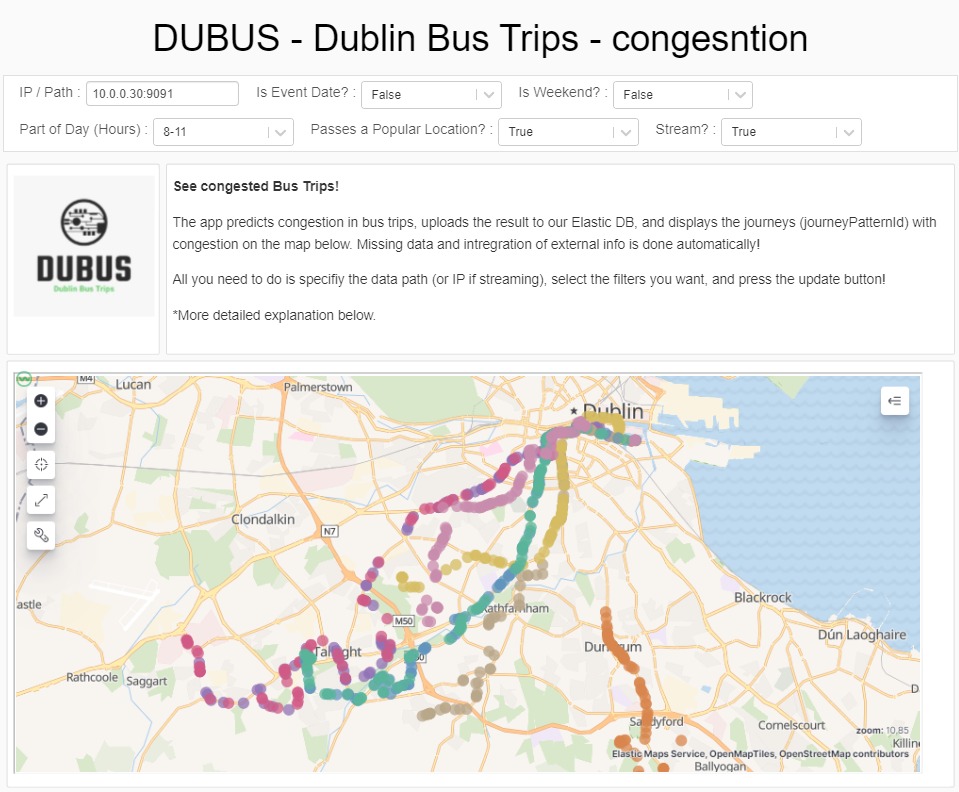 DUBUS - Dublin Bus Trips - congesntion
IP / Path : 10.0.0.30:9091 Is Event Date? : False Is Weekend? : False
Part of Day (Hours) : 8-11 Passes a Popular Location? : True Stream? : True
DUBUS
Dublin Bus Trips
See congested Bus Trips!
The app predicts congestion in bus trips, uploads the result to our Elastic DB, and displays the journeys (journeyPatternId) with
congestion on the map below. Missing data and intregration of external info is done automatically!
All you need to do is specifiy the data path (or IP if streaming), select the filters you want, and press the update button!
*More detailed explanation below.
M4
Lucan
Palmerstown
Dublin
Clondalkin
N7
astle
Blackrock
M50
Rathfarnham
Dún Laoghaire
Rathcoole
Saggart
D
Cornelscourt
zoom: 10,85
Killine
Elastic Maps Service, OpenMapTiles, OpenStreetMap contributors
Ballyogan